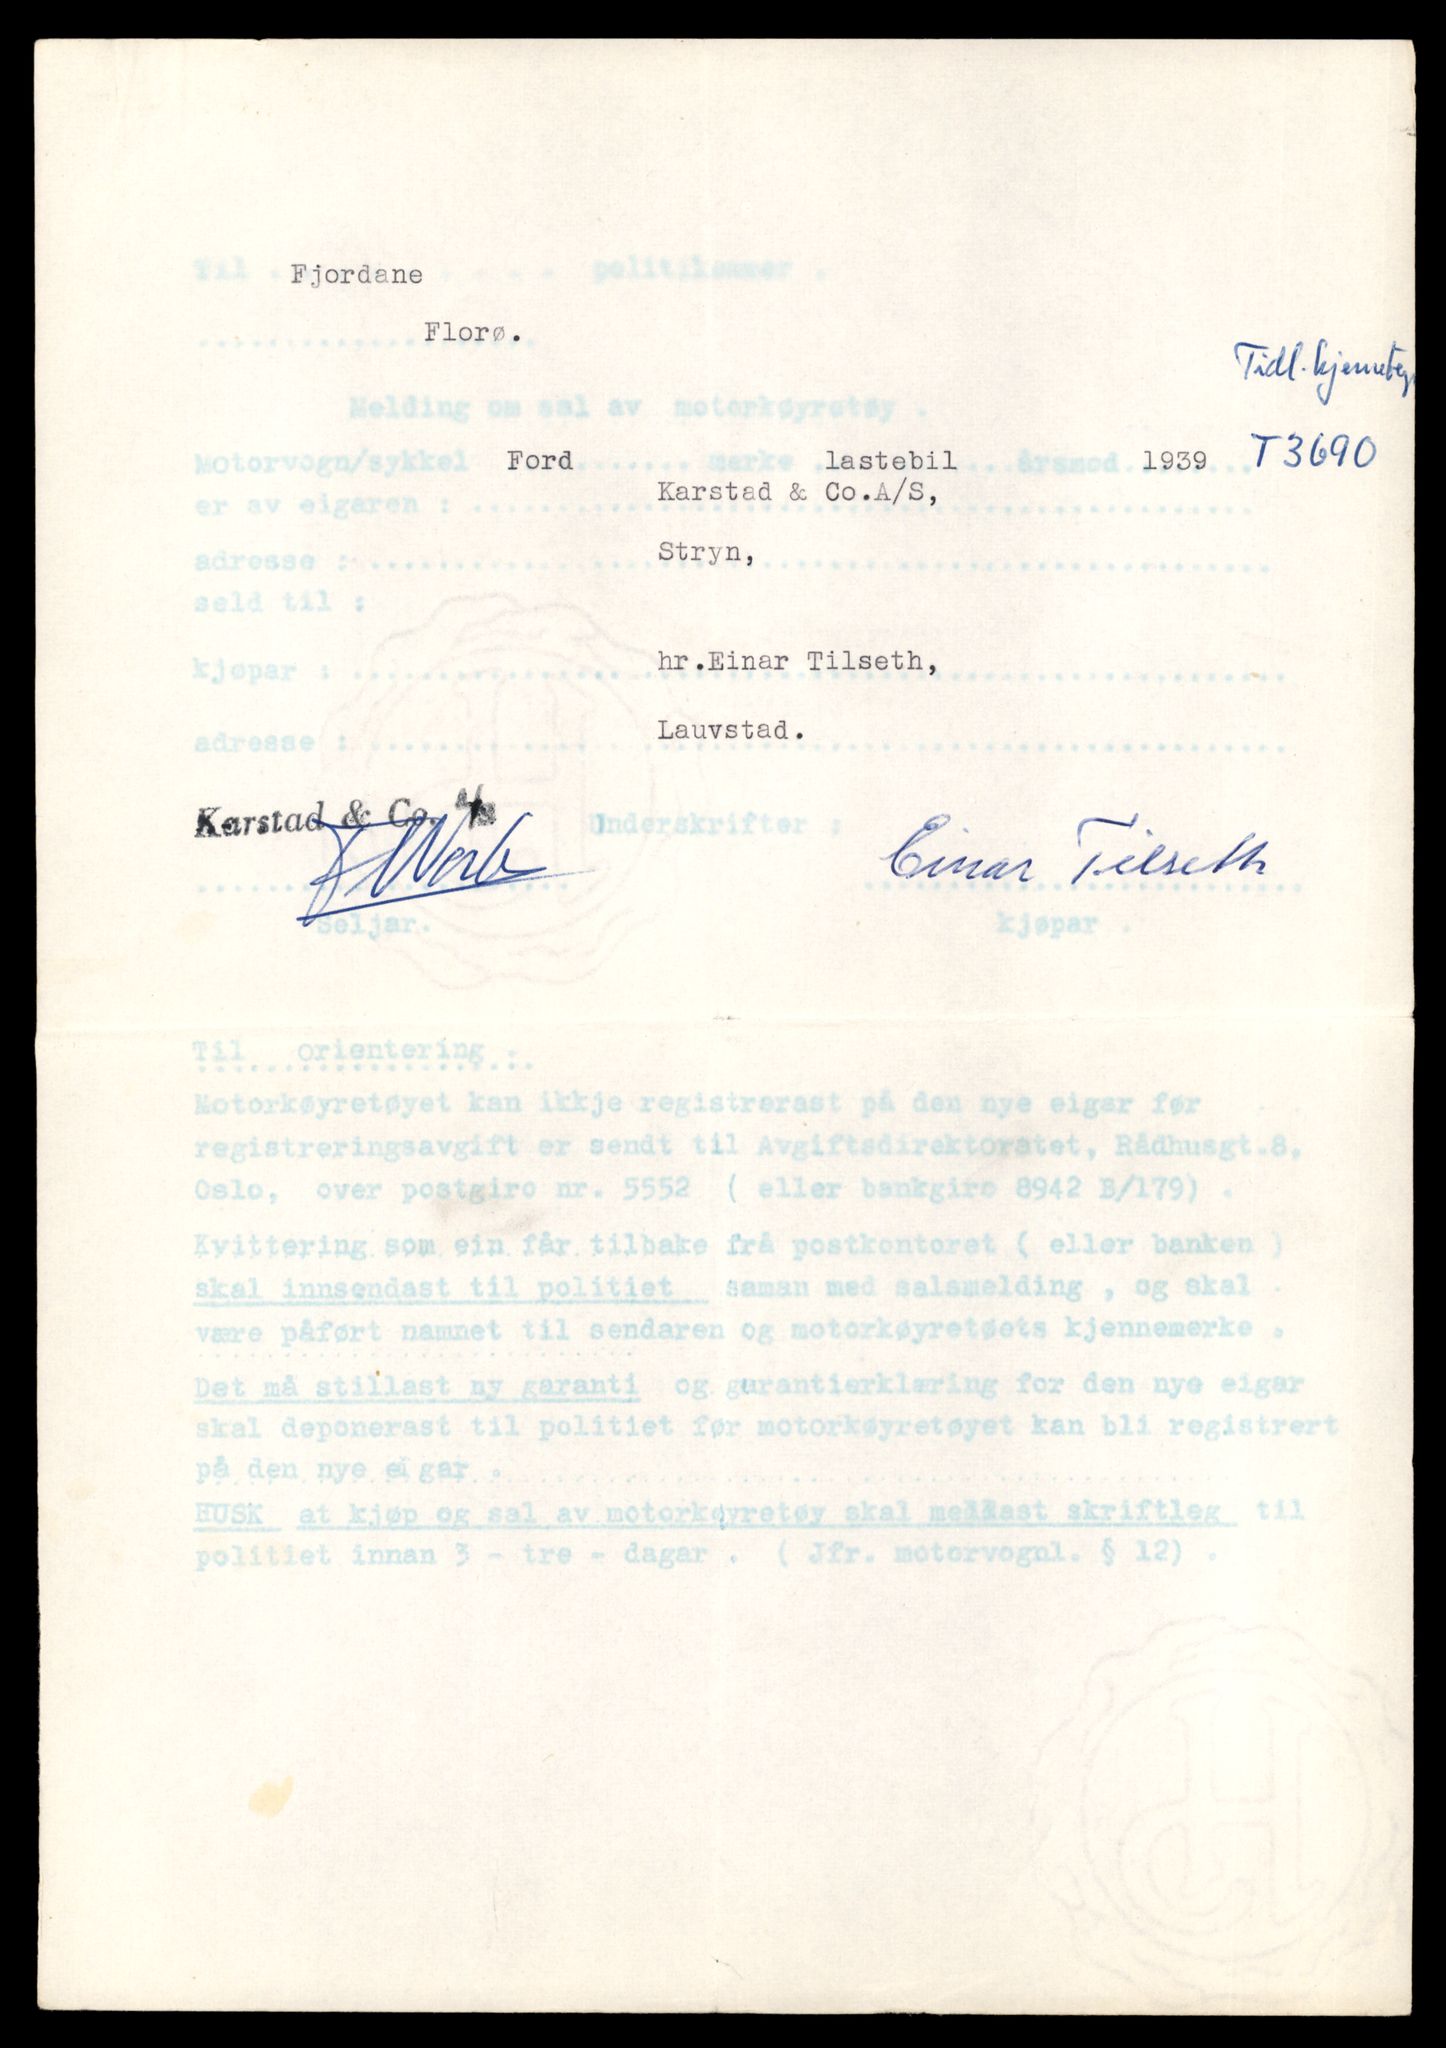 Til . Fjordane . . . . politikammer .
Florø.
Tidl. kjennetegn
Melding om sal av motorkøyretøy .
Motorvogn/sykkel Ford ........ merke . lastebil ... årsmod. 1939 T3690
er av eigaren : Karstad & Co.A/S,
adresse : Stryn,
seld til :
kjøpar : hr.Einar Tilseth,
adresse : Lauvstad.
Karstad & Co. A/S Underskrifter : Einar Tilseth
Seljar. kjøpar .
Til orientering .
Motorkøyretøyet kan ikkje registrerast på den nye eigar før
registreringsavgift er sendt til Avgiftsdirektoratet, Rådhusgt.8,
Oslo, over postgiro nr. 5552 ( eller bankgiro 8942 B/179) .
Kvittering som ein får tilbake frå postkontoret ( eller banken )
skal innsendast til politiet saman med salsmelding , og skal
være påført namnet til sendaren og motorkøyretøets kjennemerke .
Det må stillast ny garanti og garantierklæring for den nye eigar
skal deponerast til politiet før motorkøyretøyet kan bli registrert
på den nye eigar .
HUSK at kjøp og sal av motorkøyretøy skal meldast skriftleg til
politiet innan 3 - tre - dagar . ( Jfr. motorvognl. § 12) .